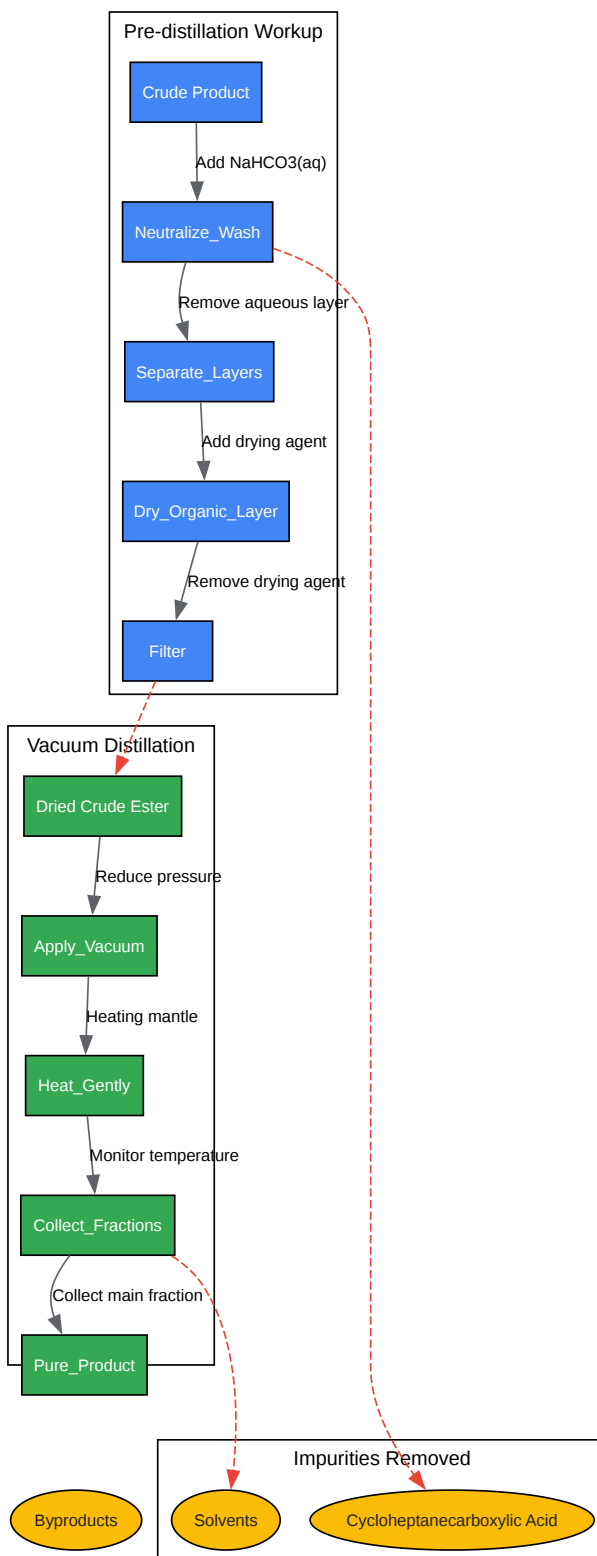 Pre-distillation Workup
Crude Product
Add NaHCO3(aq)
Neutralize_Wash
Remove aqueous layer
Separate_Layers
Add drying agent
Dry_Organic_Layer
Remove drying agent
Filter
Vacuum Distillation
Dried Crude Ester
Reduce pressure
Apply_Vacuum
Heating mantle
Heat_Gently
Monitor temperature
Collect_Fractions
Collect main fraction
Pure_Product
Impurities Removed
Byproducts
Solvents
Cycloheptanecarboxylic Acid